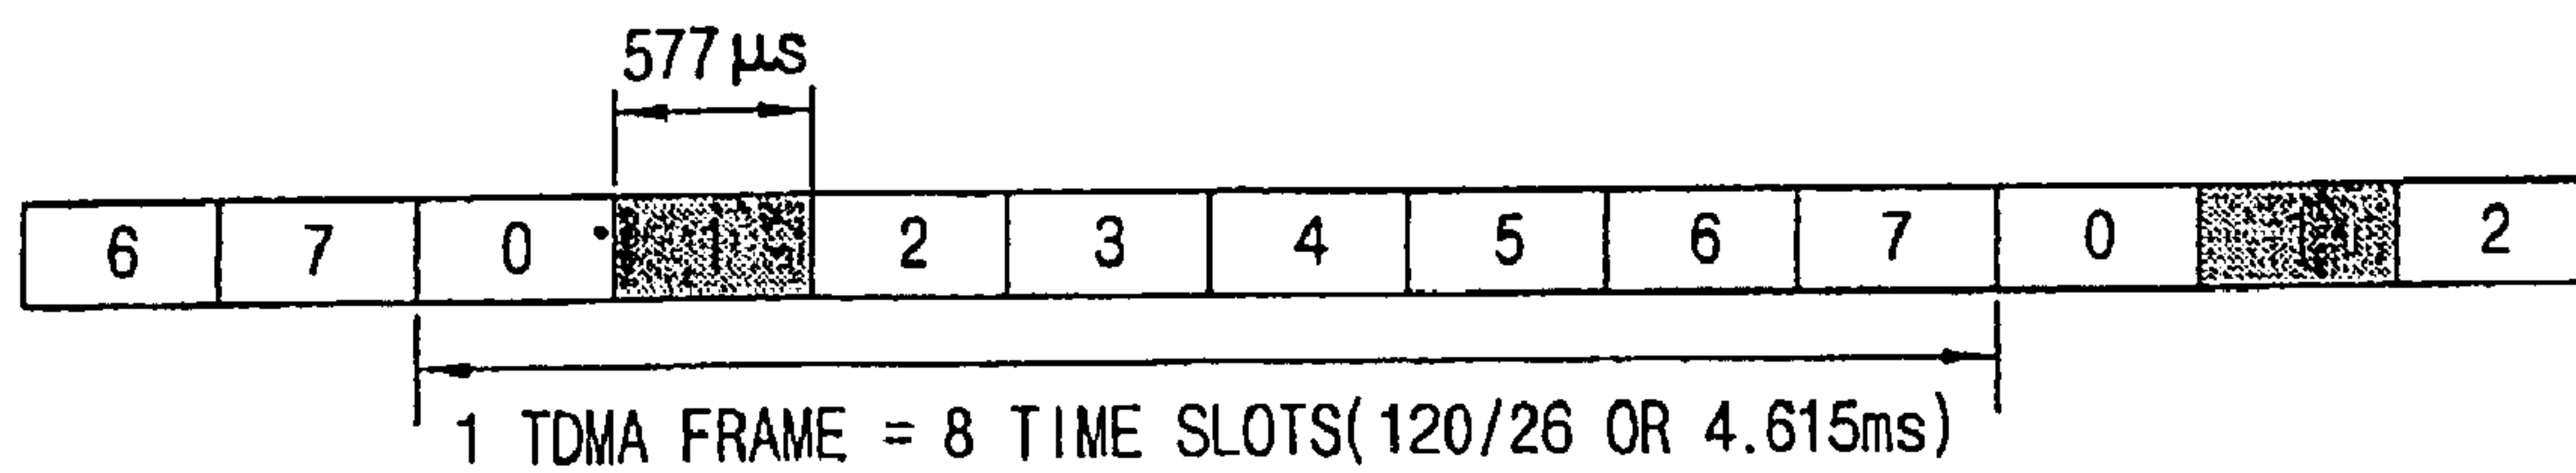 577 μs
6 7 0 1 2 3 4 5 6 7 0 1 2
1 TDMA FRAME = 8 TIME SLOTS(120/26 OR 4.615ms)